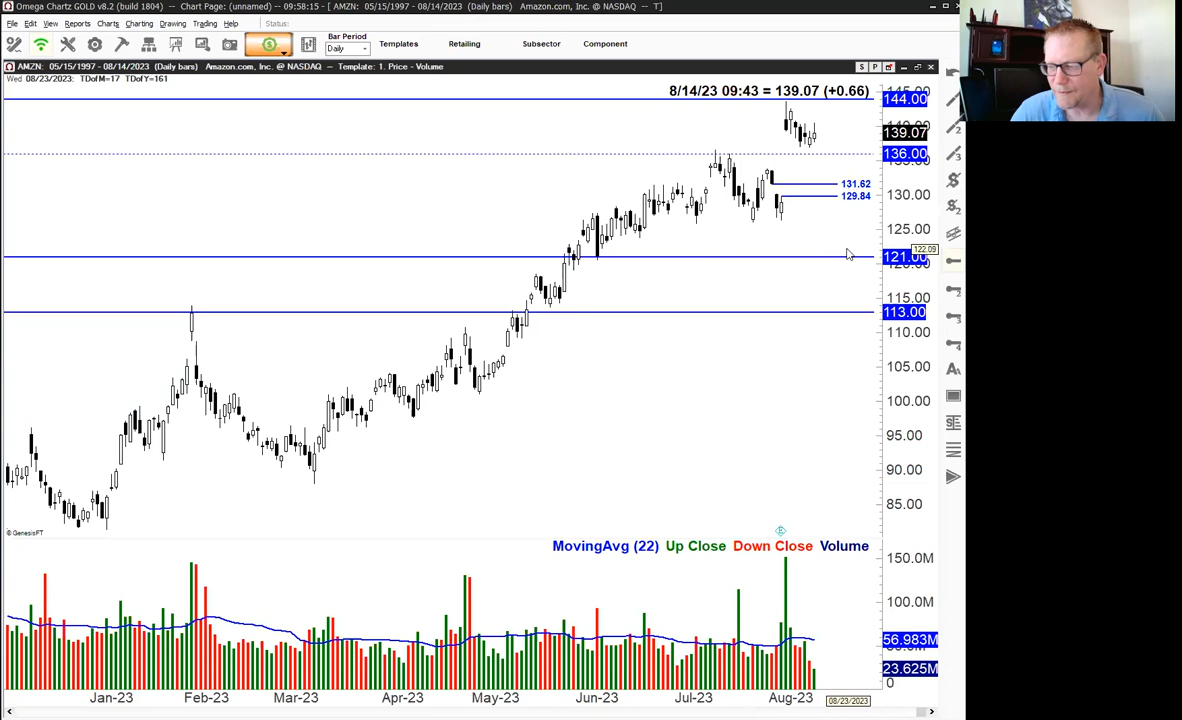 Omega Chartz GOLD v8.2 (build 1804) -- Chart Page: (unnamed) -- 09:58:15 -- [ AMZN: 05/15/1997 - 08/14/2023 (Daily bars) Amazon.com, Inc. @ NASDAQ -- T]
File Edit View Reports Charts Charting Drawing Trading Help Status:
Bar Period
Daily
Templates Retailing Subsector Component
AMZN: 05/15/1997 - 08/14/2023 (Daily bars) Amazon.com, Inc. @ NASDAQ - Template: 1. Price - Volume
S P
Wed 08/23/2023: TDofM=17 TDofY=161
8/14/23 09:43 = 139.07 (+0.66)
144.00
139.07
136.00
131.62
130.00
129.84
125.00
122.09
121.00
115.00
113.00
110.00
105.00
100.00
95.00
90.00
85.00
© GenesisFT
E
MovingAvg (22) Up Close Down Close Volume
150.0M
100.0M
56.983M
23.625M
0
Jan-23 Feb-23 Mar-23 Apr-23 May-23 Jun-23 Jul-23 Aug-23
08/23/2023